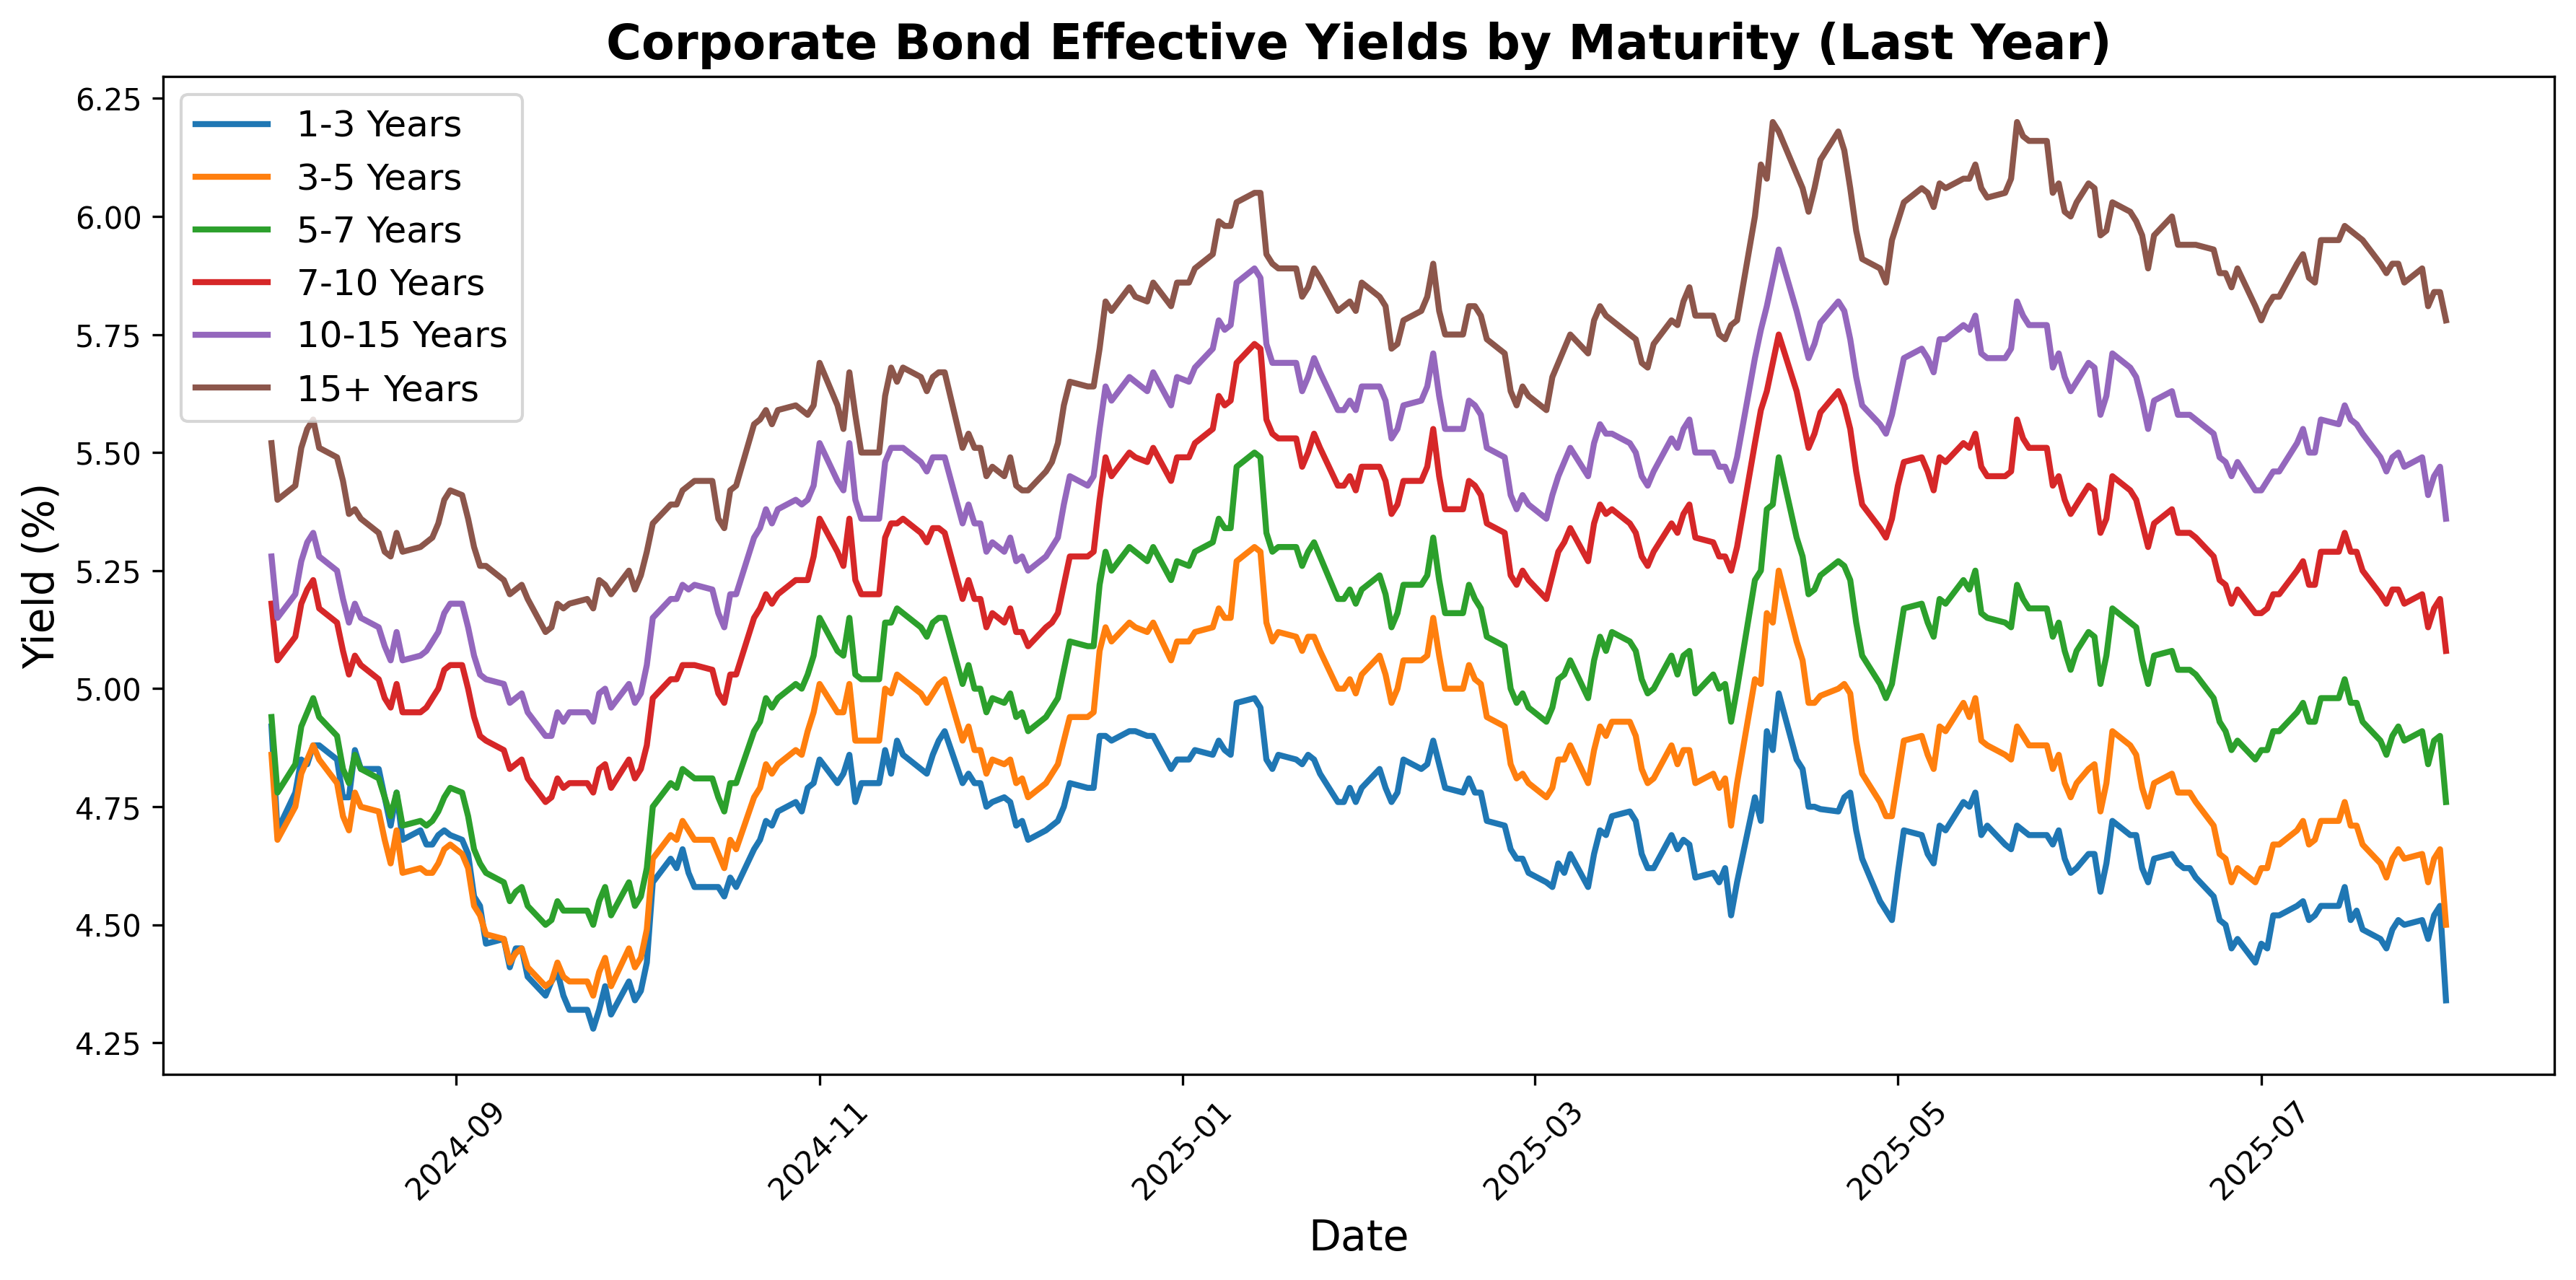 Corporate Bond Effective Yields by Maturity (Last Year)
6.25
6.00
5.75
5.50
5.25
5.00
4.75
4.50
4.25
Yield (%)
1-3 Years
3-5 Years
5-7 Years
7-10 Years
10-15 Years
15+ Years
2024-09
2024-11
2025-01
2025-03
2025-05
2025-07
Date